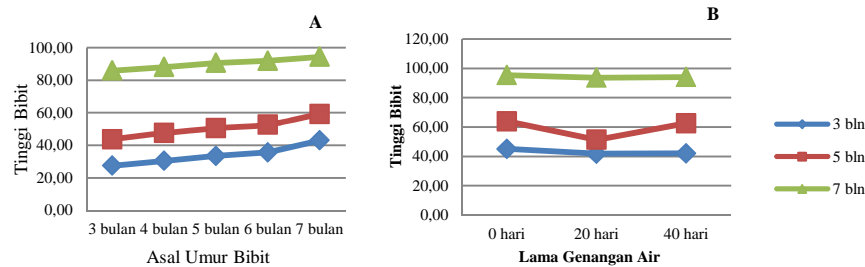 A
100,00
80,00
60,00
40,00
20,00
0,00
Tinggi Bibit
3 bulan 4 bulan 5 bulan 6 bulan 7 bulan
Asal Umur Bibit
B
120,00
100,00
80,00
60,00
40,00
20,00
0,00
Tinggi Bibit
0 hari 20 hari 40 hari
Lama Genangan Air
3 bln
5 bln
7 bln